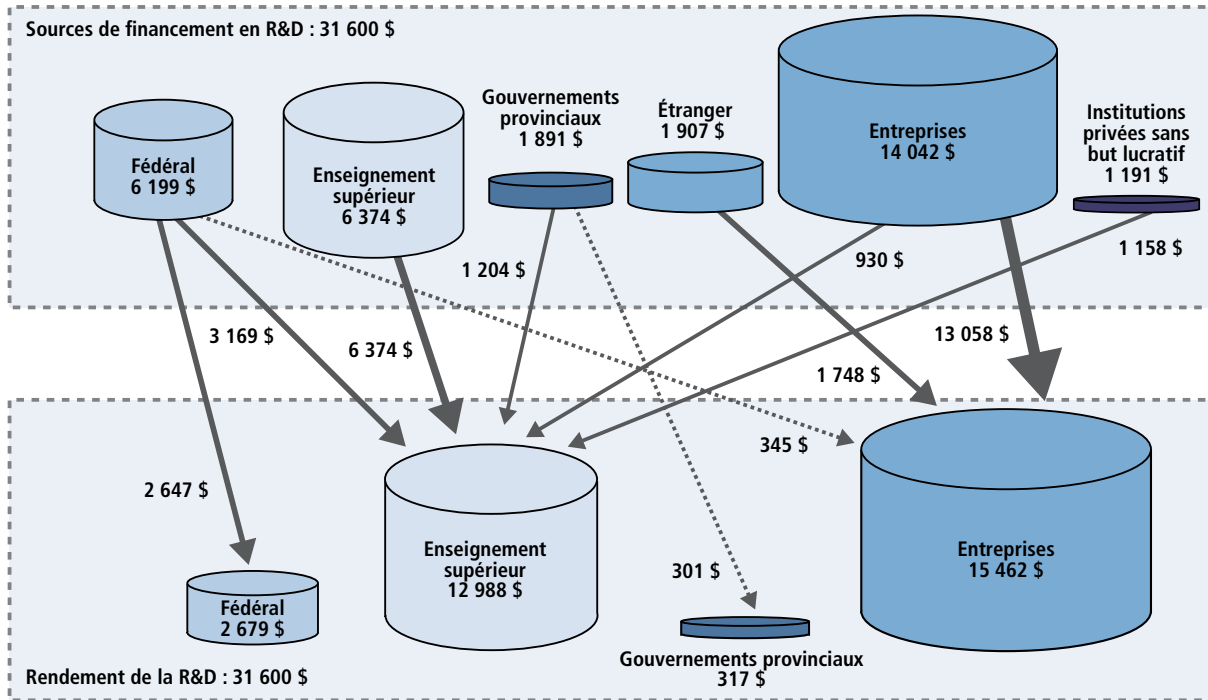 Sources de financement en R&D : 31 600 $
Fédéral
6 199 $
Enseignement
supérieur
6 374 $
Gouvernements
provinciaux
1 891 $
Étranger
1 907 $
Entreprises
14 042 $
Institutions
privées sans
but lucratif
1 191 $
1 204 $
930 $
1 158 $
3 169 $
6 374 $
13 058 $
1 748 $
345 $
2 647 $
301 $
Fédéral
2 679 $
Enseignement
supérieur
12 988 $
Gouvernements provinciaux
317 $
Entreprises
15 462 $
Rendement de la R&D : 31 600 $